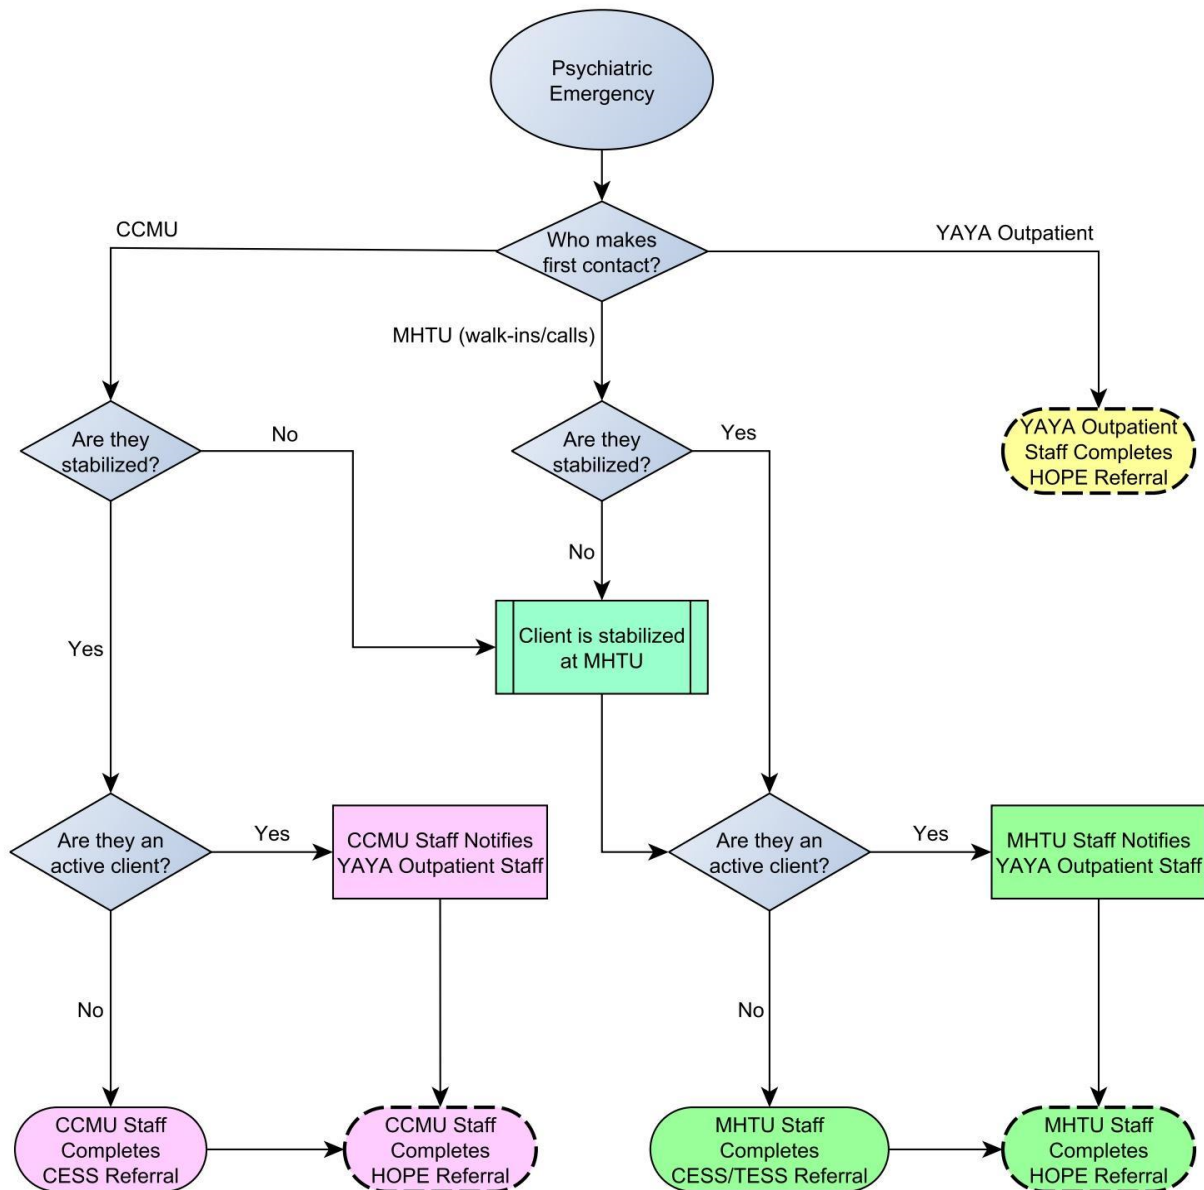 Psychiatric
Emergency
CCMU
Who makes
first contact?
YAYA Outpatient
MHTU (walk-ins/calls)
Are they
stabilized?
No
Are they
stabilized?
Yes
YAYA Outpatient
Staff Completes
HOPE Referral
No
Client is stabilized
at MHTU
Yes
Are they an
active client?
Yes
CCMU Staff Notifies
YAYA Outpatient Staff
Are they an
active client?
Yes
MHTU Staff Notifies
YAYA Outpatient Staff
No
No
CCMU Staff
Completes
CESS Referral
CCMU Staff
Completes
HOPE Referral
MHTU Staff
Completes
CESS/TESS Referral
MHTU Staff
Completes
HOPE Referral